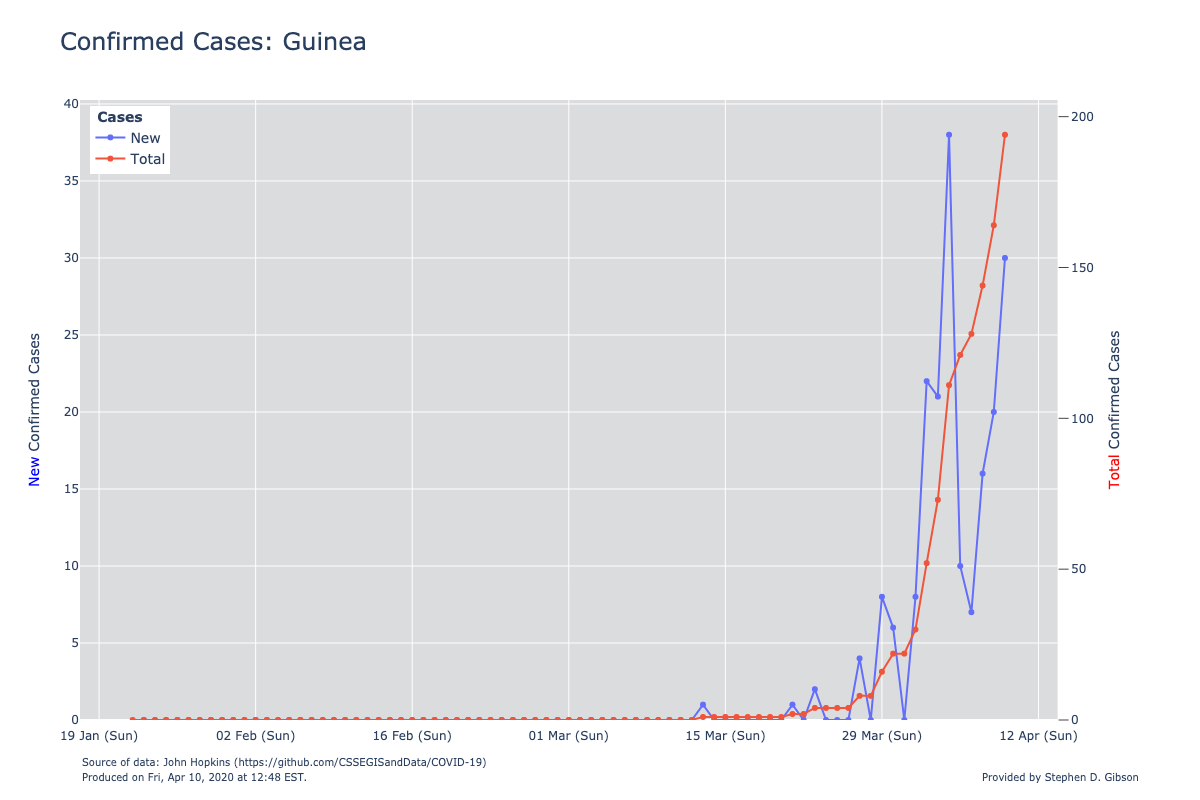 Confirmed Cases: Guinea
Cases
New
Total
40
35
30
25
20
15
10
5
0
200
150
100
50
0
New Confirmed Cases
Total Confirmed Cases
19 Jan (Sun) 02 Feb (Sun) 16 Feb (Sun) 01 Mar (Sun) 15 Mar (Sun) 29 Mar (Sun) 12 Apr (Sun)
Source of data: John Hopkins (https://github.com/CSSEGISandData/COVID-19)
Produced on Fri, Apr 10, 2020 at 12:48 EST.
Provided by Stephen D. Gibson